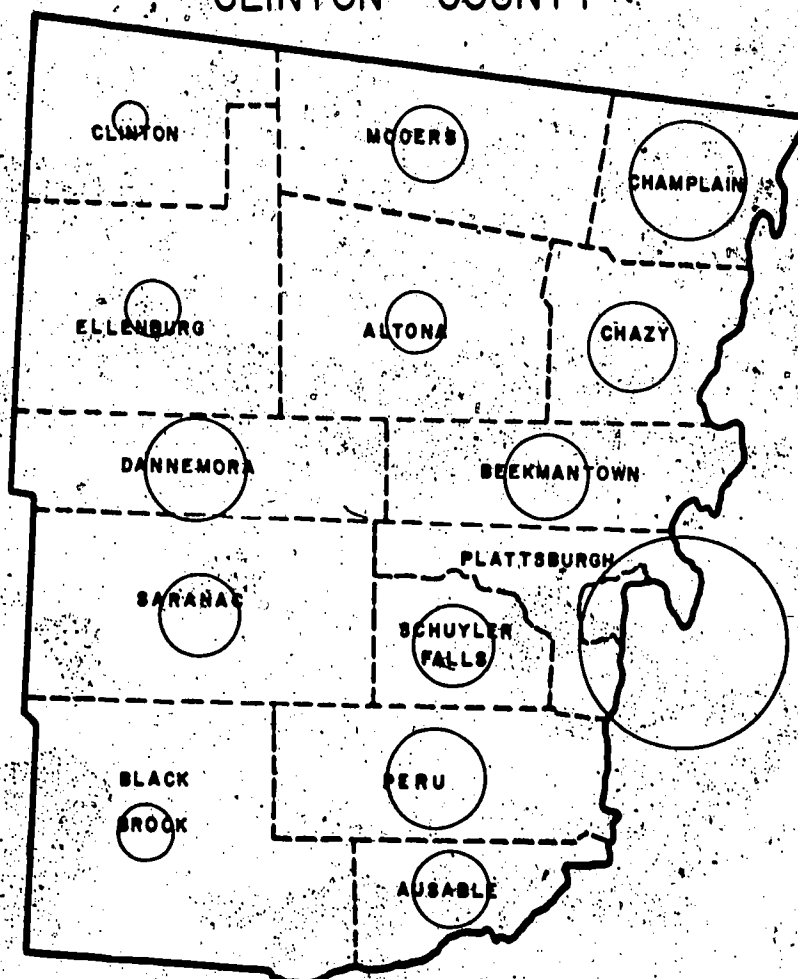 CLINTON COUNTY
CLINTON
MOOERS
CHAMPLAIN
ELLENBURG
ALTONA
CHAZY
DANNEMORA
BEEKMANTOWN
PLATTSBURGH
SARANAC
SCHUYLER
FALLS
BLACK
BROOK
PERU
AUSABLE